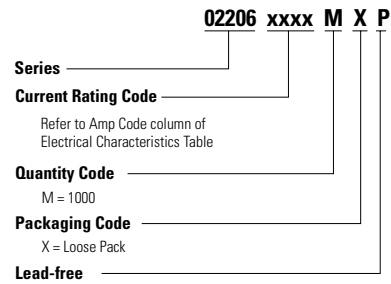 02206 xxxx M X P
Series
Current Rating Code
Refer to Amp Code column of
Electrical Characteristics Table
Quantity Code
M = 1000
Packaging Code
X = Loose Pack
Lead-free